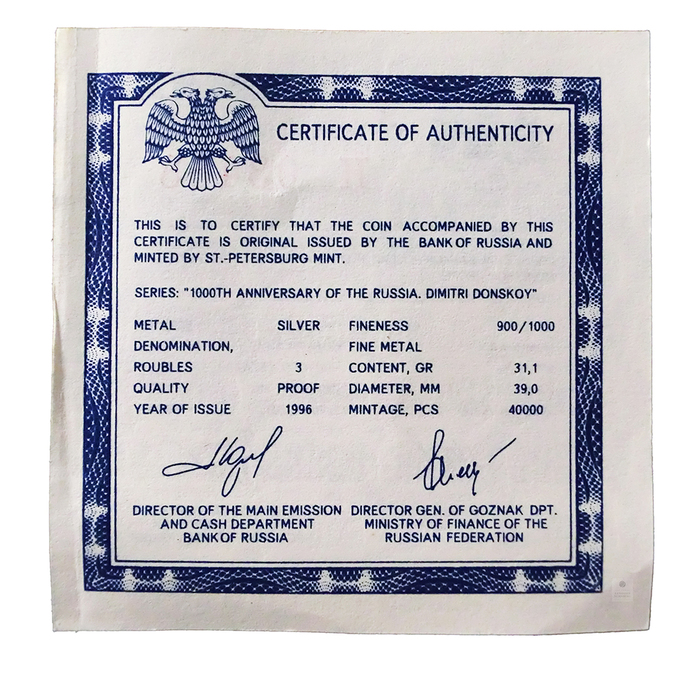 CERTIFICATE OF AUTHENTICITY
THIS IS TO CERTIFY THAT THE COIN ACCOMPANIED BY THIS
CERTIFICATE IS ORIGINAL ISSUED BY THE BANK OF RUSSIA AND
MINTED BY ST.-PETERSBURG MINT.
SERIES: "1000TH ANNIVERSARY OF THE RUSSIA. DIMITRI DONSKOY"
METAL SILVER FINENESS 900/1000
DENOMINATION, FINE METAL
ROUBLES 3 CONTENT, GR 31,1
QUALITY PROOF DIAMETER, MM 39,0
YEAR OF ISSUE 1996 MINTAGE, PCS 40000
DIRECTOR OF THE MAIN EMISSION DIRECTOR GEN. OF GOZNAK DPT.
AND CASH DEPARTMENT MINISTRY OF FINANCE OF THE
BANK OF RUSSIA RUSSIAN FEDERATION